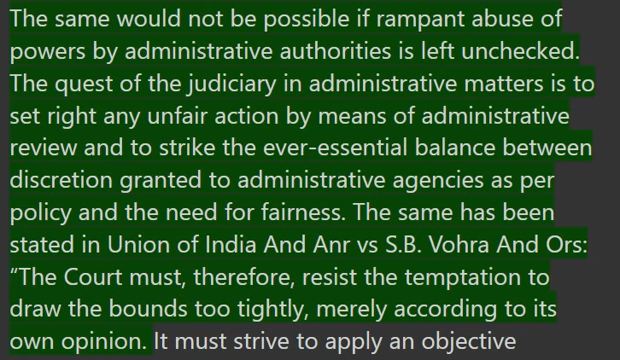 The same would not be possible if rampant abuse of
powers by administrative authorities is left unchecked.
The quest of the judiciary in administrative matters is to
set right any unfair action by means of administrative
review and to strike the ever-essential balance between
discretion granted to administrative agencies as per
policy and the need for fairness. The same has been
stated in Union of India And Anr vs S.B. Vohra And Ors:
“The Court must, therefore, resist the temptation to
draw the bounds too tightly, merely according to its
own opinion. It must strive to apply an objective